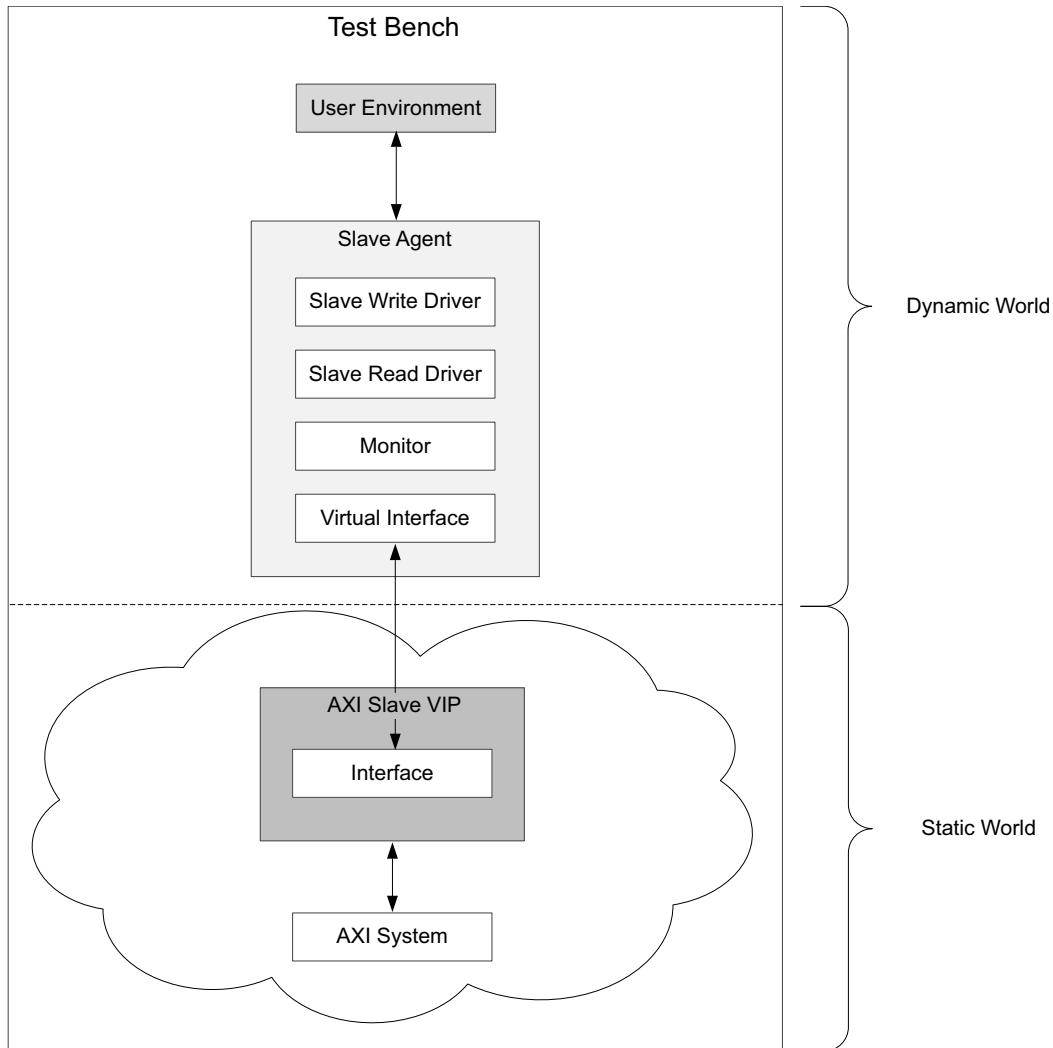 Test Bench
User Environment
Slave Agent
Slave Write Driver
Slave Read Driver
Monitor
Virtual Interface
Dynamic World
AXI Slave VIP
Interface
AXI System
Static World